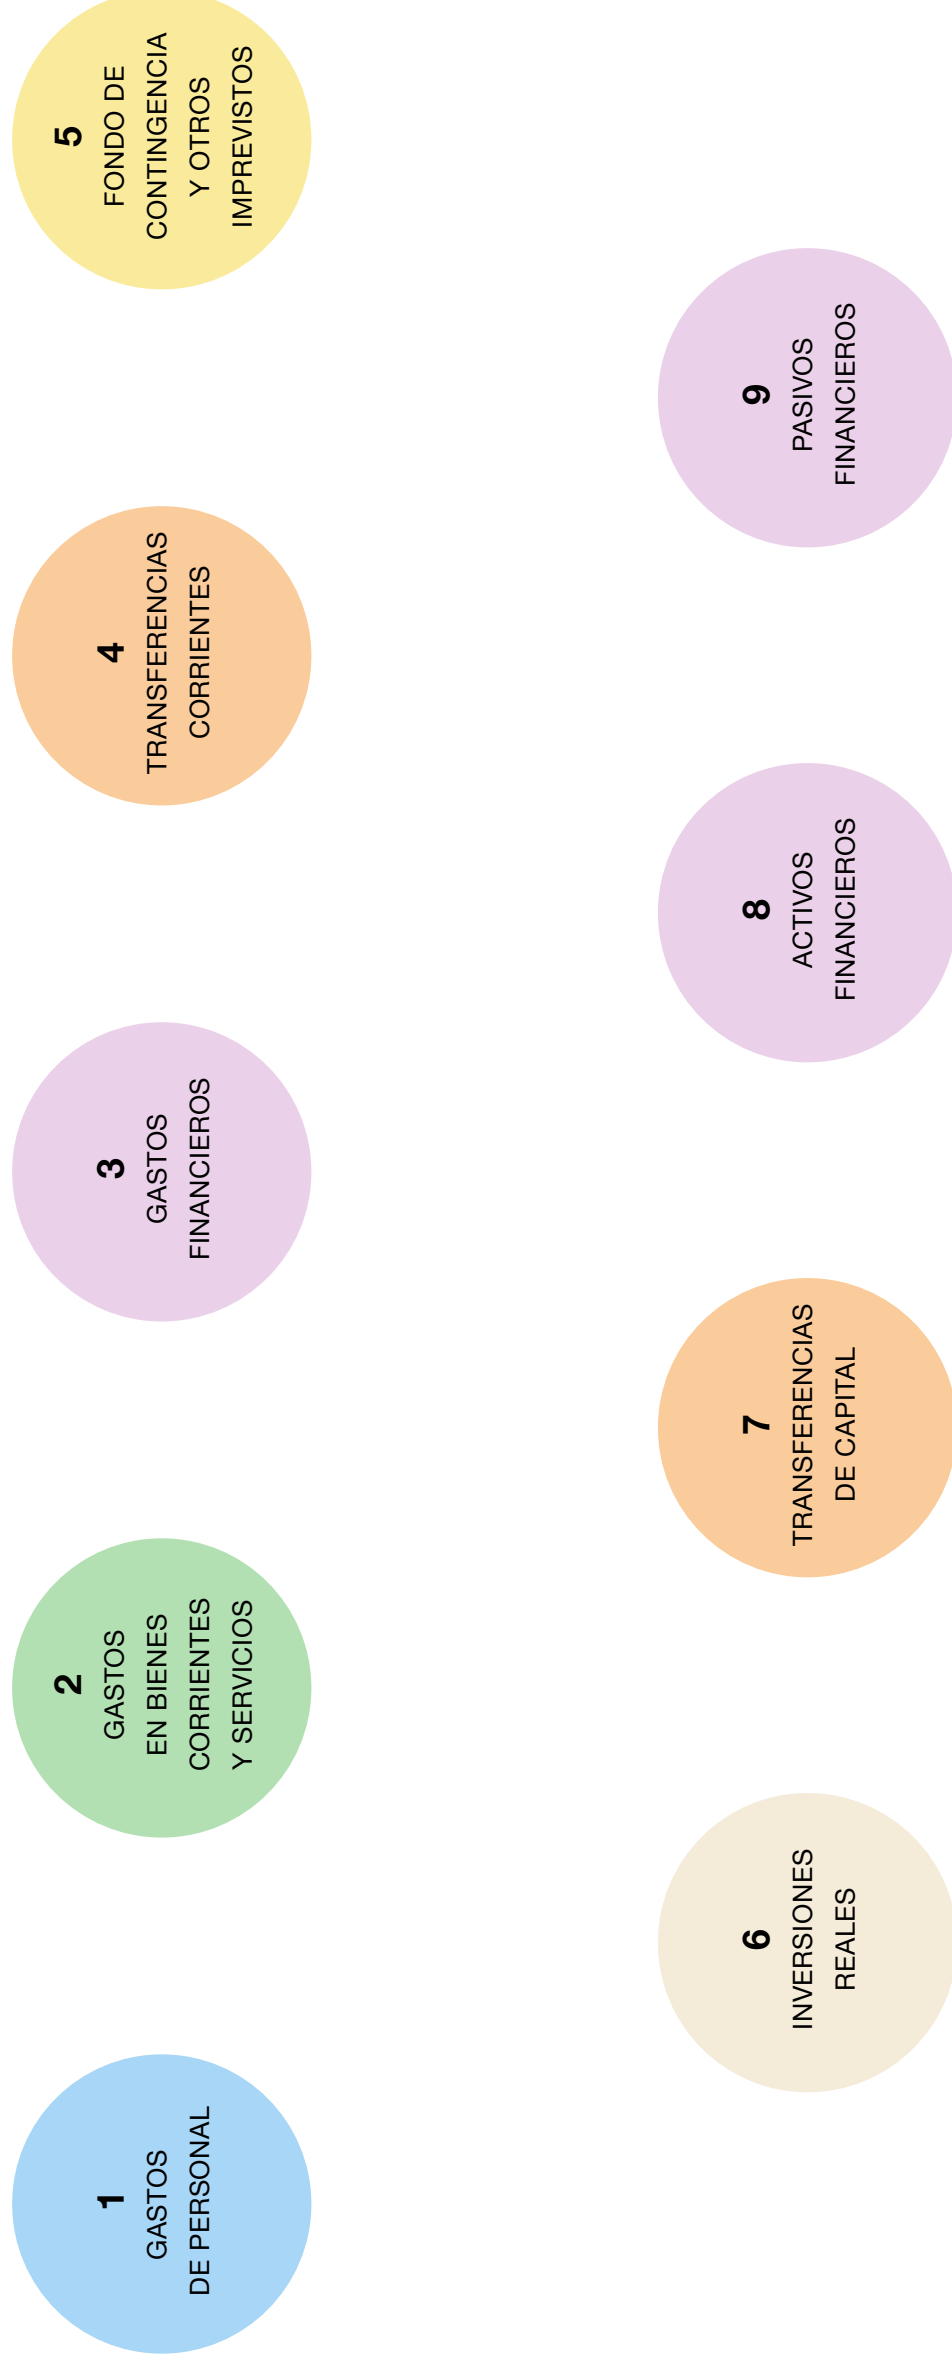 1
GASTOS
DE PERSONAL
2
GASTOS
EN BIENES
CORRIENTES
Y SERVICIOS
3
GASTOS
FINANCIEROS
4
TRANSFERENCIAS
CORRIENTES
5
FONDO DE
CONTINGENCIA
Y OTROS
IMPREVISTOS
6
INVERSIONES
REALES
7
TRANSFERENCIAS
DE CAPITAL
8
ACTIVOS
FINANCIEROS
9
PASIVOS
FINANCIEROS